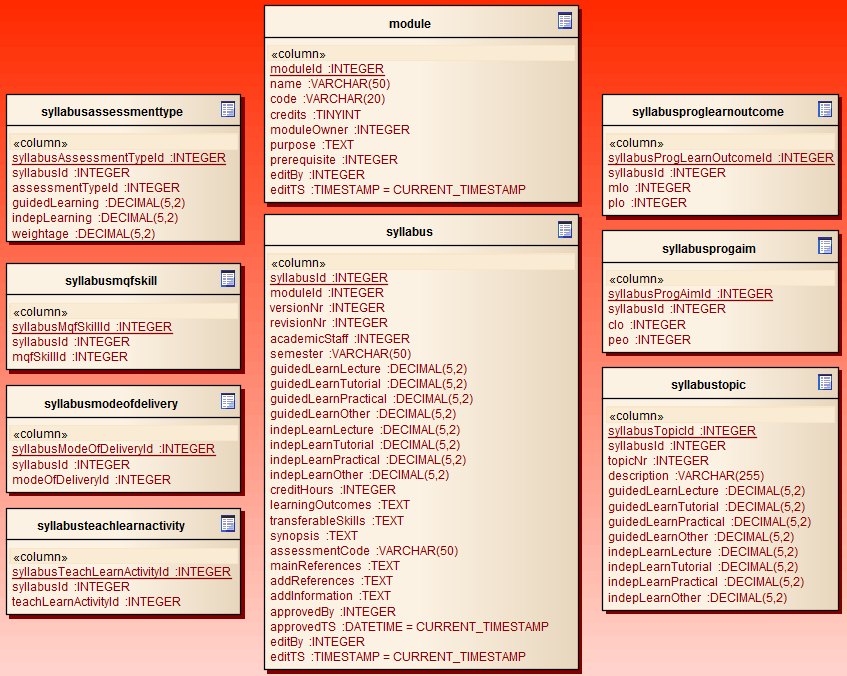 module
«column»
moduleId :INTEGER
name :VARCHAR(50)
code :VARCHAR(20)
credits :TINYINT
moduleOwner :INTEGER
purpose :TEXT
prerequisite :INTEGER
editBy :INTEGER
editTS :TIMESTAMP = CURRENT_TIMESTAMP
syllabusassessmenttype
«column»
syllabusAssessmentTypeId :INTEGER
syllabusId :INTEGER
assessmentTypeId :INTEGER
guidedLearning :DECIMAL(5,2)
indepLearning :DECIMAL(5,2)
weightage :DECIMAL(5,2)
syllabusmqfskill
«column»
syllabusMqfSkillId :INTEGER
syllabusId :INTEGER
mqfSkillId :INTEGER
syllabusmodeofdelivery
«column»
syllabusModeOfDeliveryId :INTEGER
syllabusId :INTEGER
modeOfDeliveryId :INTEGER
syllabusteachlearnactivity
«column»
syllabusTeachLearnActivityId :INTEGER
syllabusId :INTEGER
teachLearnActivityId :INTEGER
syllabus
«column»
syllabusId :INTEGER
moduleId :INTEGER
versionNr :INTEGER
revisionNr :INTEGER
academicStaff :INTEGER
semester :VARCHAR(50)
guidedLearnLecture :DECIMAL(5,2)
guidedLearnTutorial :DECIMAL(5,2)
guidedLearnPractical :DECIMAL(5,2)
guidedLearnOther :DECIMAL(5,2)
indepLearnLecture :DECIMAL(5,2)
indepLearnTutorial :DECIMAL(5,2)
indepLearnPractical :DECIMAL(5,2)
indepLearnOther :DECIMAL(5,2)
creditHours :INTEGER
learningOutcomes :TEXT
transferableSkills :TEXT
synopsis :TEXT
assessmentCode :VARCHAR(50)
mainReferences :TEXT
addReferences :TEXT
addInformation :TEXT
approvedBy :INTEGER
approvedTS :DATETIME = CURRENT_TIMESTAMP
editBy :INTEGER
editTS :TIMESTAMP = CURRENT_TIMESTAMP
syllabusproglearnoutcome
«column»
syllabusProgLearnOutcomeId :INTEGER
syllabusId :INTEGER
mlo :INTEGER
plo :INTEGER
syllabusprogaim
«column»
syllabusProgAimId :INTEGER
syllabusId :INTEGER
clo :INTEGER
peo :INTEGER
syllabustopic
«column»
syllabusTopicId :INTEGER
syllabusId :INTEGER
topicNr :INTEGER
description :VARCHAR(255)
guidedLearnLecture :DECIMAL(5,2)
guidedLearnTutorial :DECIMAL(5,2)
guidedLearnPractical :DECIMAL(5,2)
guidedLearnOther :DECIMAL(5,2)
indepLearnLecture :DECIMAL(5,2)
indepLearnTutorial :DECIMAL(5,2)
indepLearnPractical :DECIMAL(5,2)
indepLearnOther :DECIMAL(5,2)